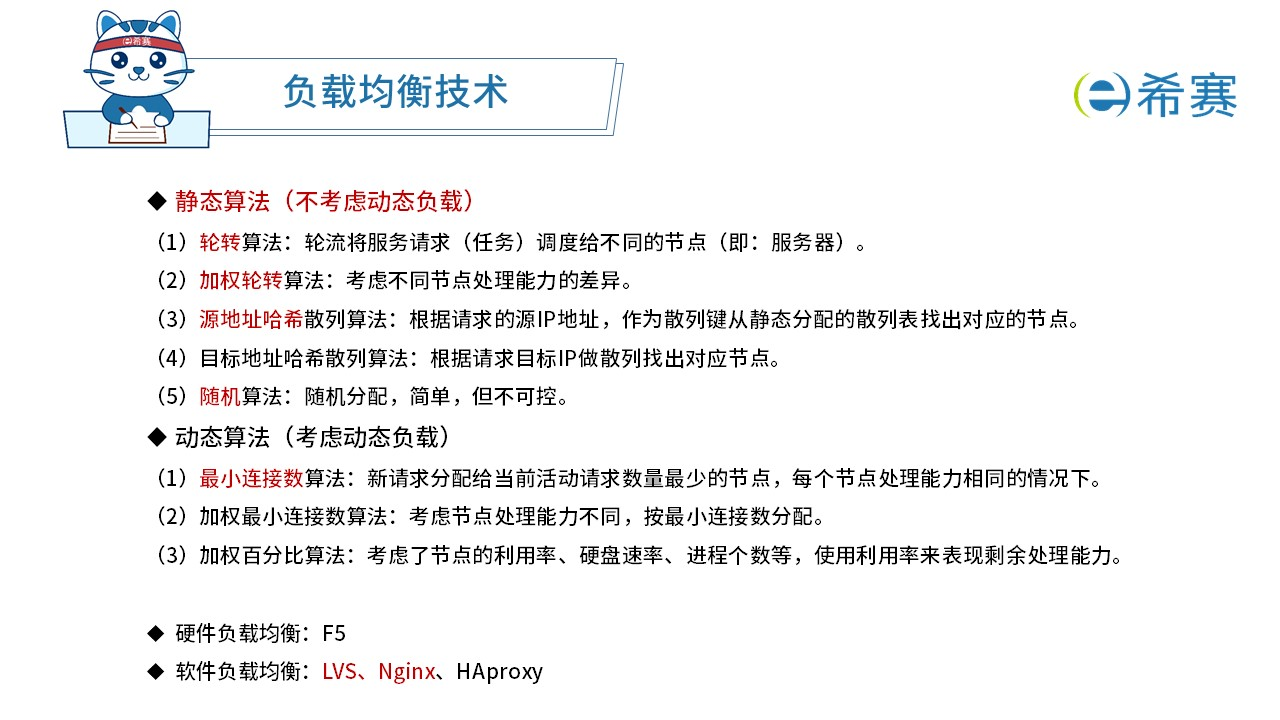 希赛
负载均衡技术
希赛
◆ 静态算法（不考虑动态负载）
（1）轮转算法：轮流将服务请求（任务）调度给不同的节点（即：服务器）。
（2）加权轮转算法：考虑不同节点处理能力的差异。
（3）源地址哈希散列算法：根据请求的源IP地址，作为散列键从静态分配的散列表找出对应的节点。
（4）目标地址哈希散列算法：根据请求目标IP做散列找出对应节点。
（5）随机算法：随机分配，简单，但不可控。
◆ 动态算法（考虑动态负载）
（1）最小连接数算法：新请求分配给当前活动请求数量最少的节点，每个节点处理能力相同的情况下。
（2）加权最小连接数算法：考虑节点处理能力不同，按最小连接数分配。
（3）加权百分比算法：考虑了节点的利用率、硬盘速率、进程个数等，使用利用率来表现剩余处理能力。
◆ 硬件负载均衡：F5
◆ 软件负载均衡：LVS、Nginx、HAproxy